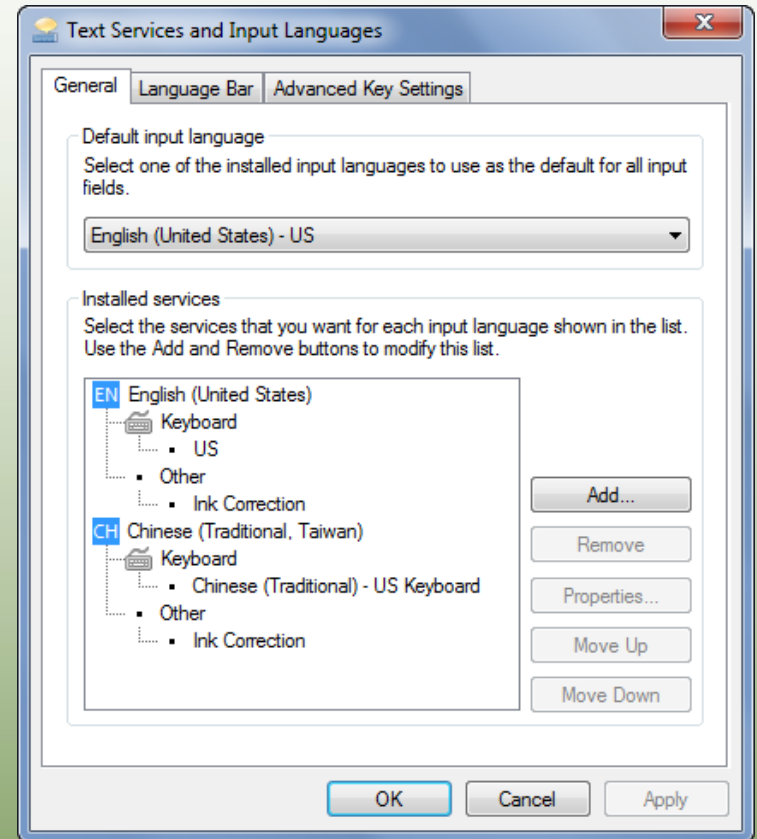 Text Services and Input Languages
General
Language Bar
Advanced Key Settings
Default input language
Select one of the installed input languages to use as the default for all input
fields.
English (United States) - US
Installed services
Select the services that you want for each input language shown in the list.
Use the Add and Remove buttons to modify this list.
EN English (United States)
Keyboard
US
Other
Ink Correction
CH Chinese (Traditional, Taiwan)
Keyboard
Chinese (Traditional) - US Keyboard
Other
Ink Correction
Add...
Remove
Properties...
Move Up
Move Down
OK
Cancel
Apply